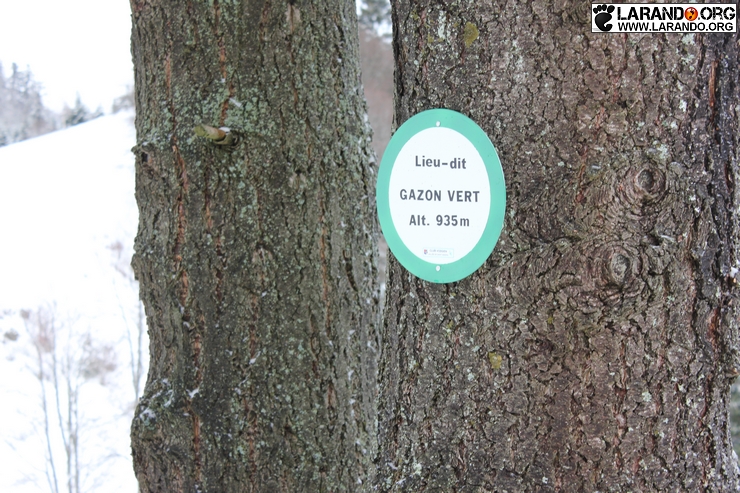 LARANDO.ORG
WWW.LARANDO.ORG
Lieu-dit
GAZON VERT
Alt. 935m